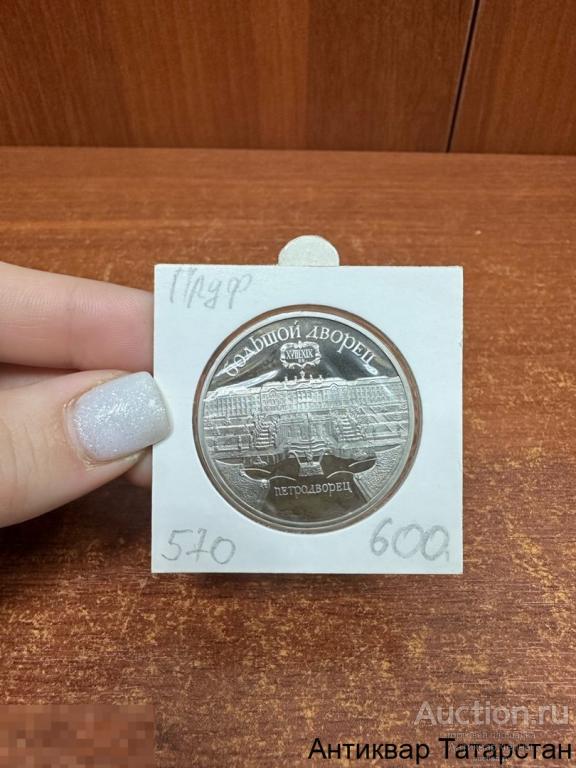 Пруф
БОЛЬШОЙ ДВОРЕЦ
XVIII-XIX
ПЕТРОДВОРЕЦ
570
600
Auction.ru
Антиквар Татарстан